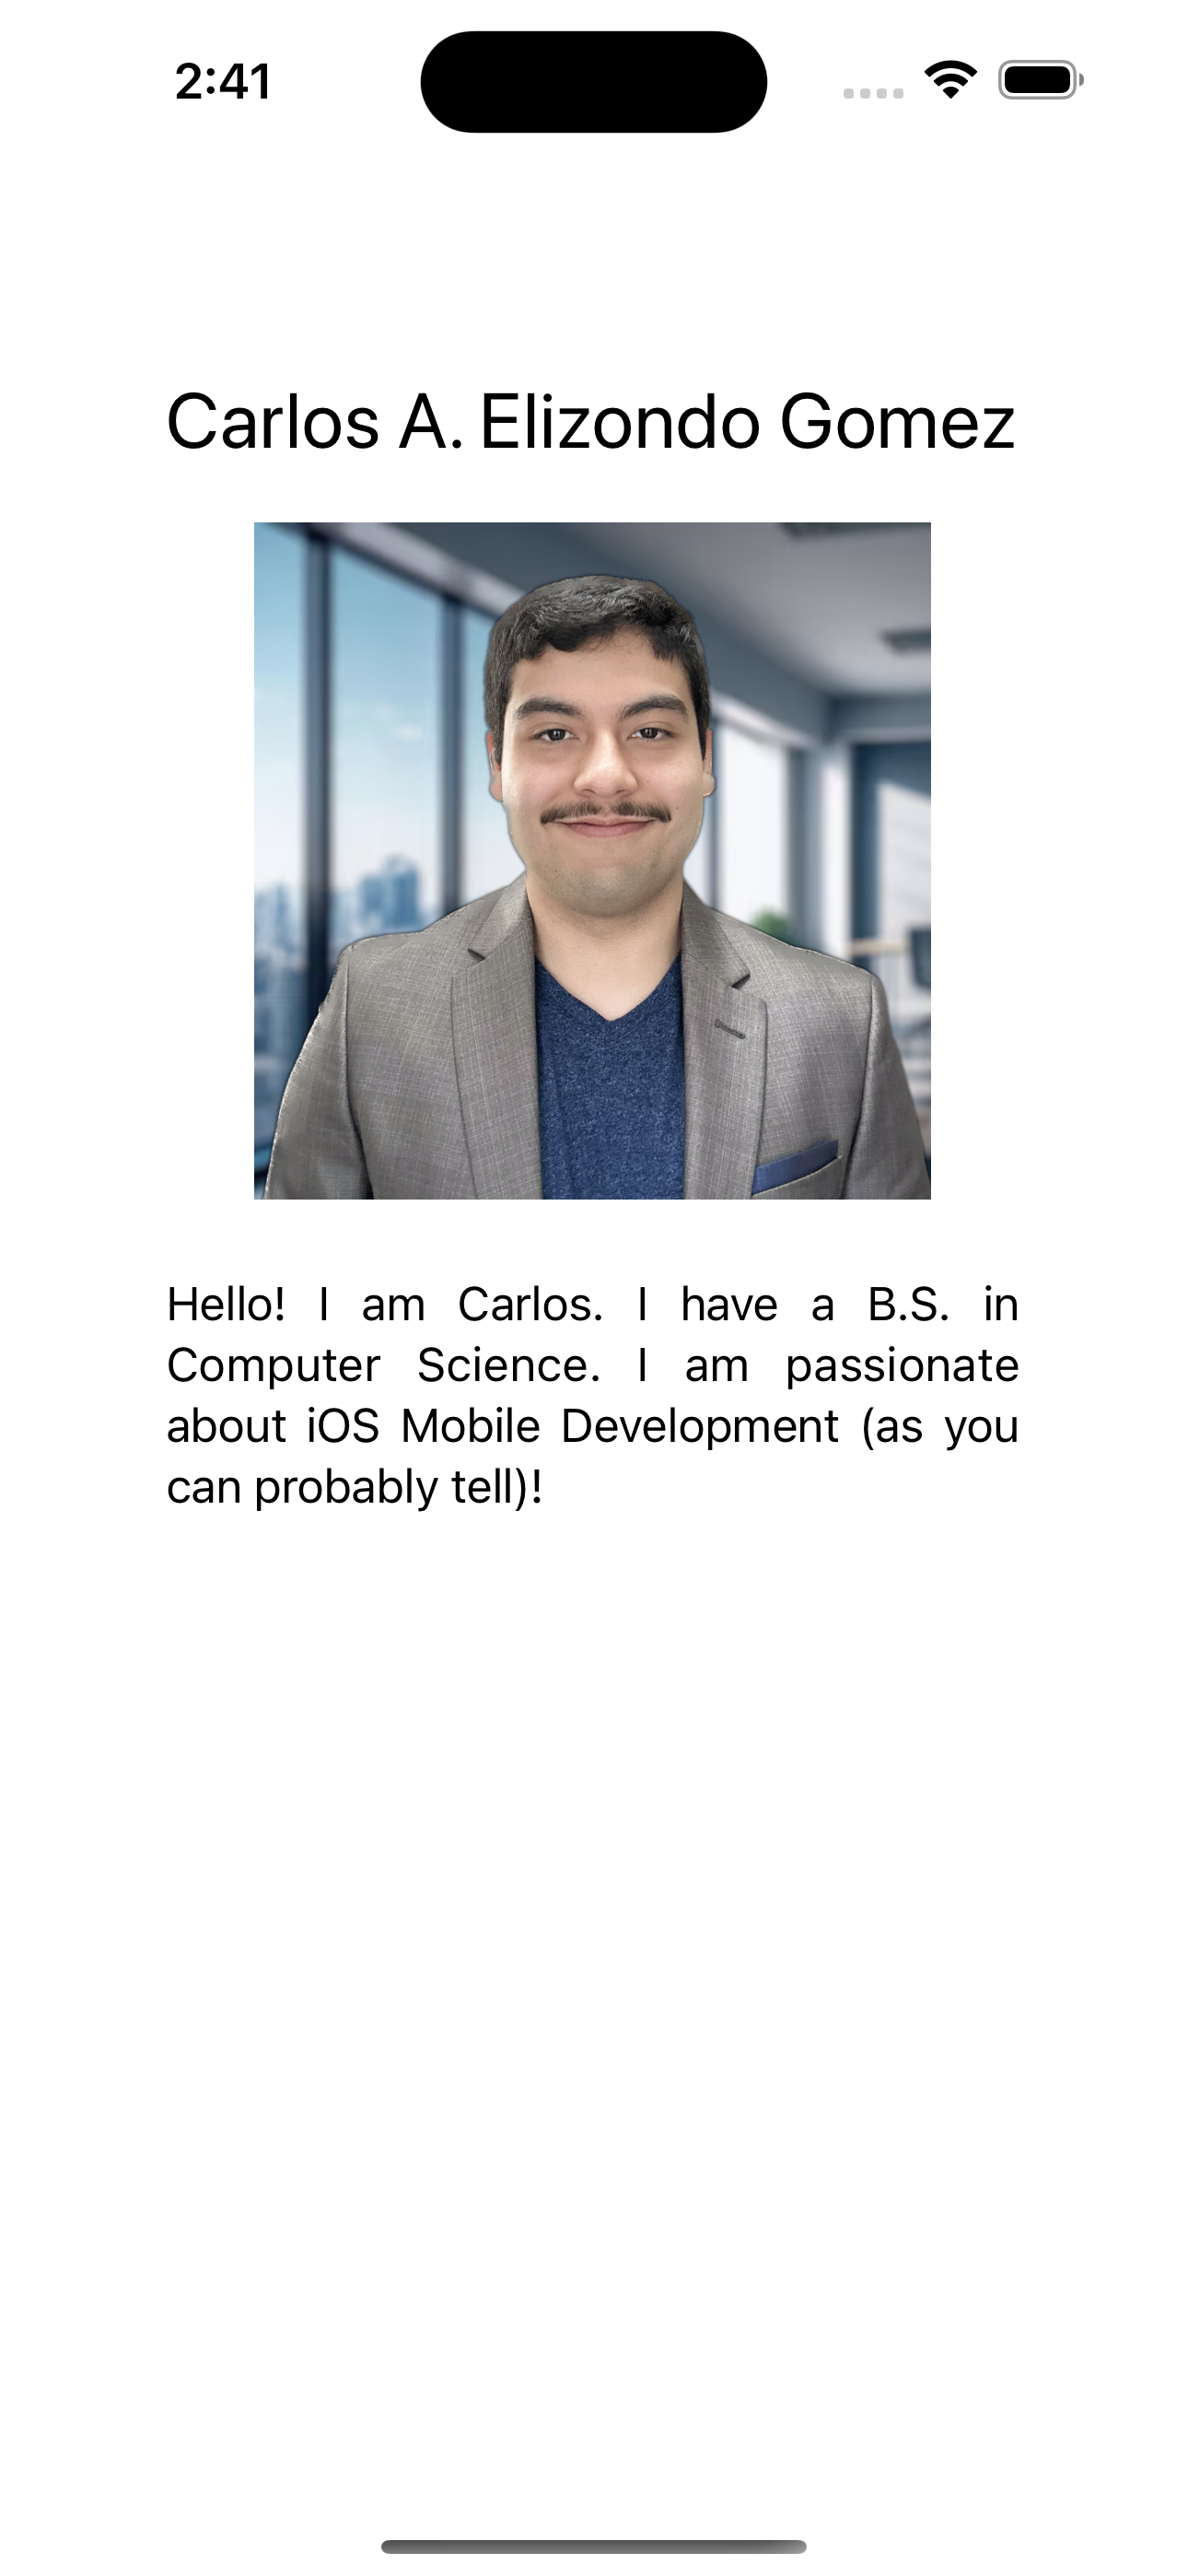 2:41
Carlos A. Elizondo Gomez
Hello! I am Carlos. I have a B.S. in
Computer Science. I am passionate
about iOS Mobile Development (as you
can probably tell)!